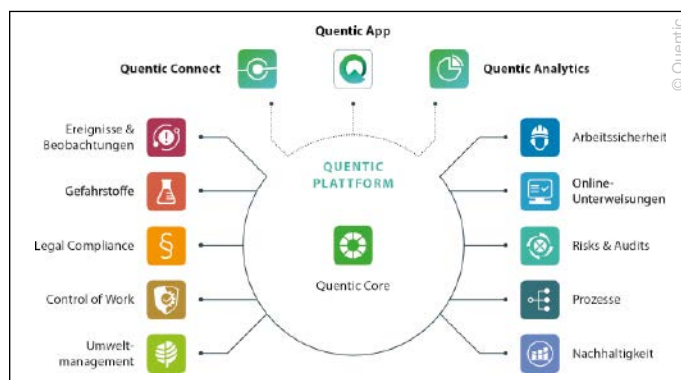 Quentic App
Quentic Connect
Quentic Analytics
© Quentic
Ereignisse &
Beobachtungen
Gefahrstoffe
Legal Compliance
Control of Work
Umwelt-
management
QUENTIC
PLATTFORM
Quentic Core
Arbeitssicherheit
Online-
Unterweisungen
Risks & Audits
Prozesse
Nachhaltigkeit